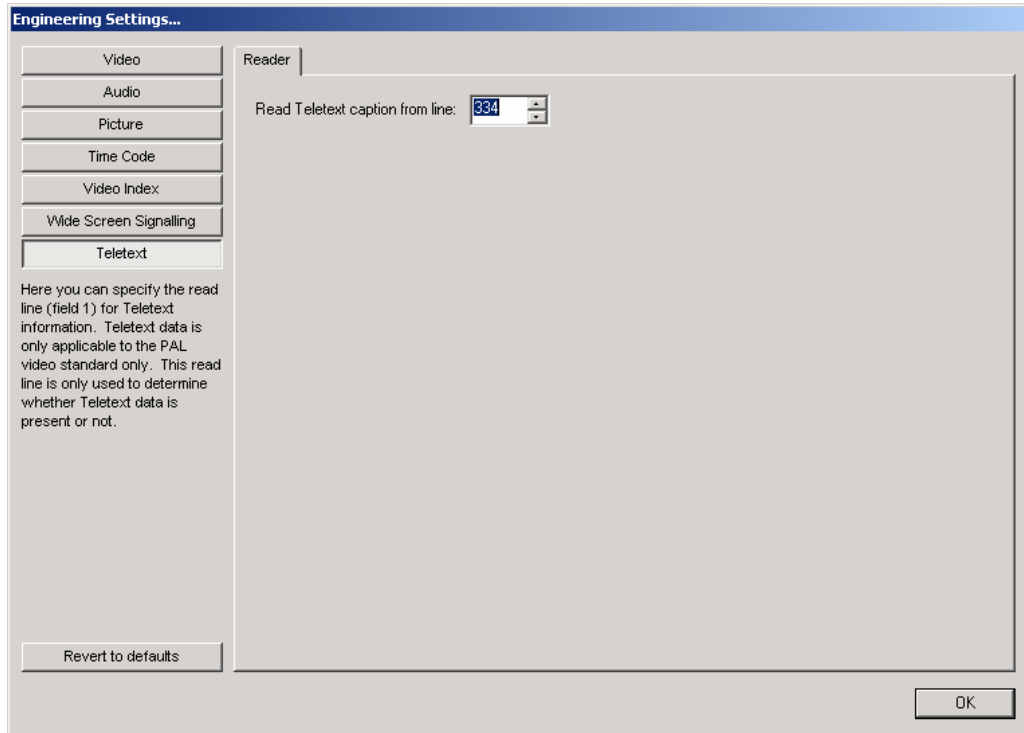 Engineering Settings...
Video
Audio
Picture
Time Code
Video Index
Wide Screen Signalling
Teletext
Here you can specify the read
line (field 1) for Teletext
information. Teletext data is
only applicable to the PAL
video standard only. This read
line is only used to determine
whether Teletext data is
present or not.
Revert to defaults
Reader
Read Teletext caption from line: 334
OK